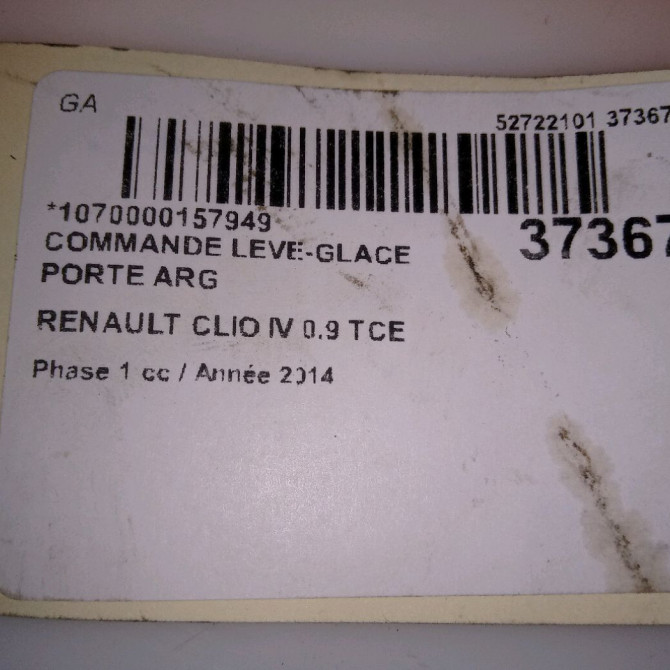 GA
52722101 37367
*1070000157949
37367
COMMANDE LEVE-GLACE
PORTE ARG
RENAULT CLIO IV 0.9 TCE
Phase 1 cc / Année 2014